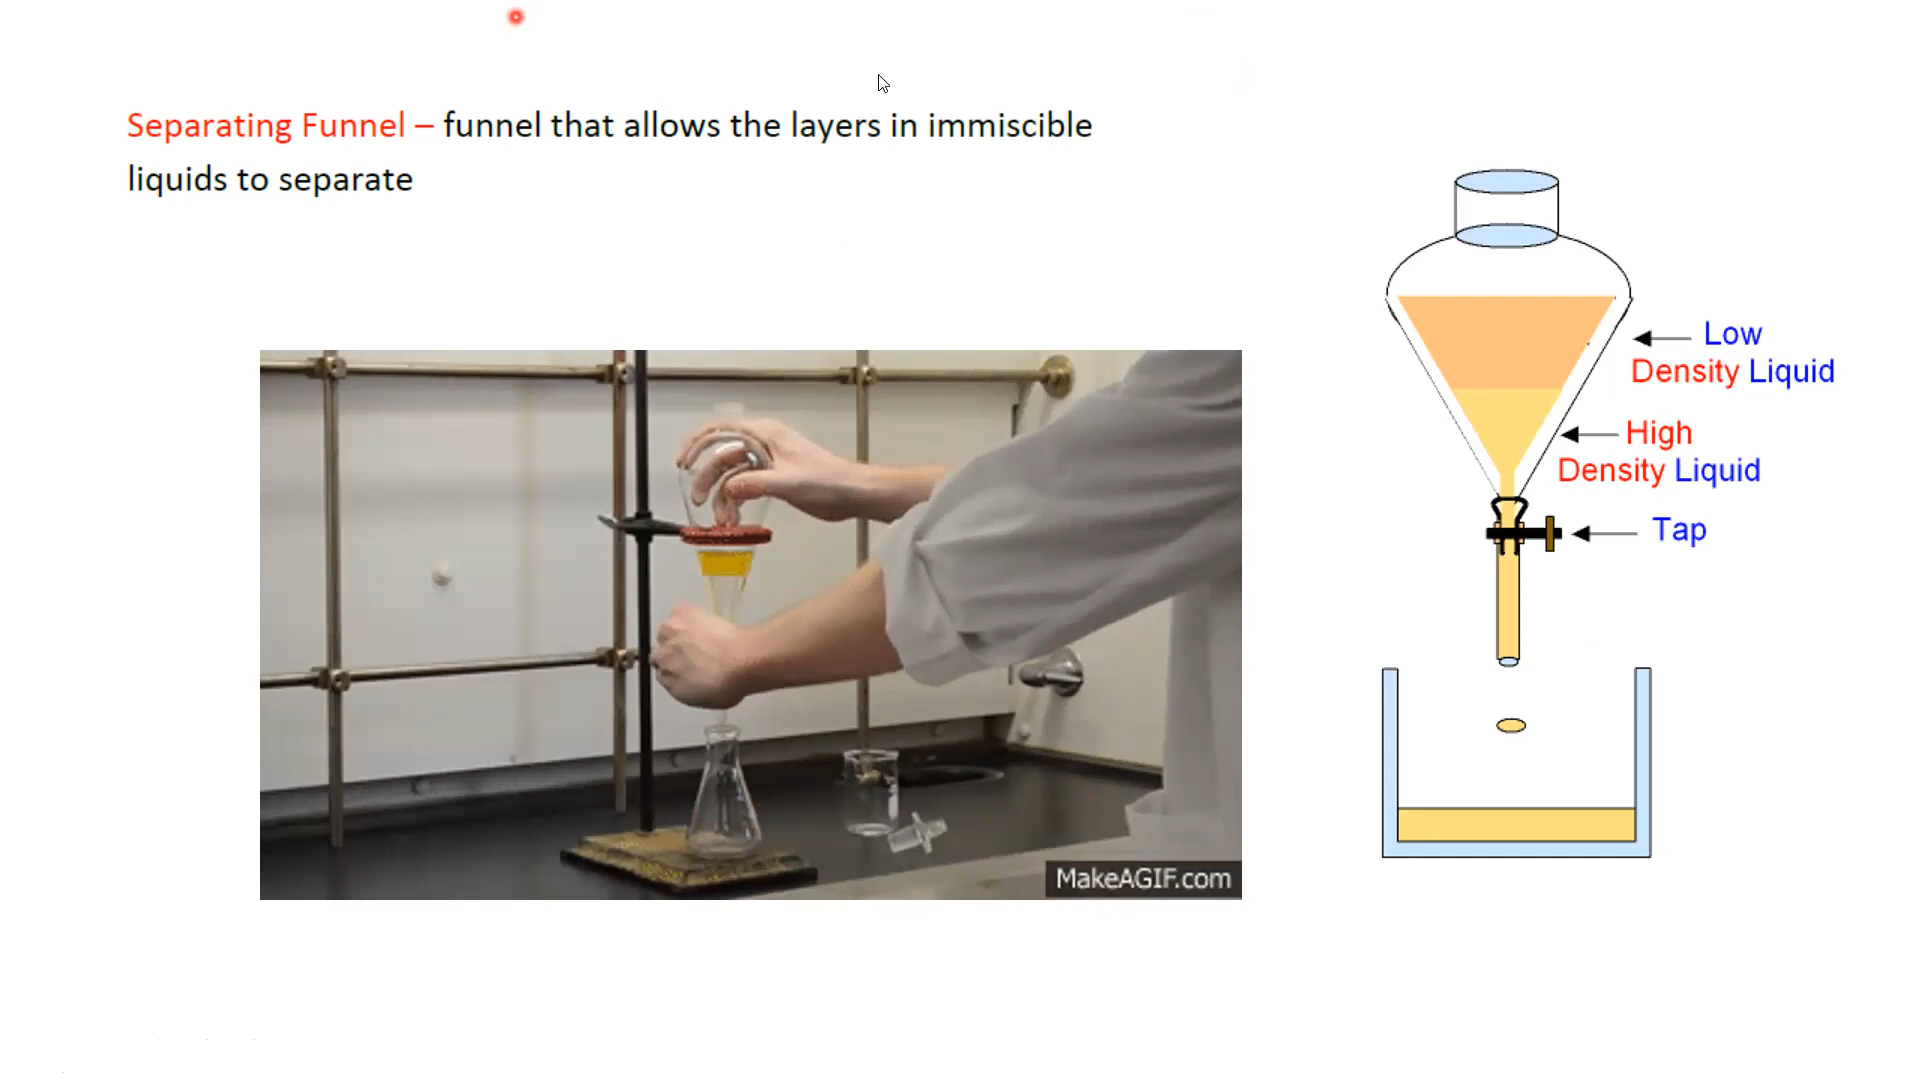 Separating Funnel – funnel that allows the layers in immiscible
liquids to separate
Low
Density Liquid
High
Density Liquid
Tap
MakeAGIF.com